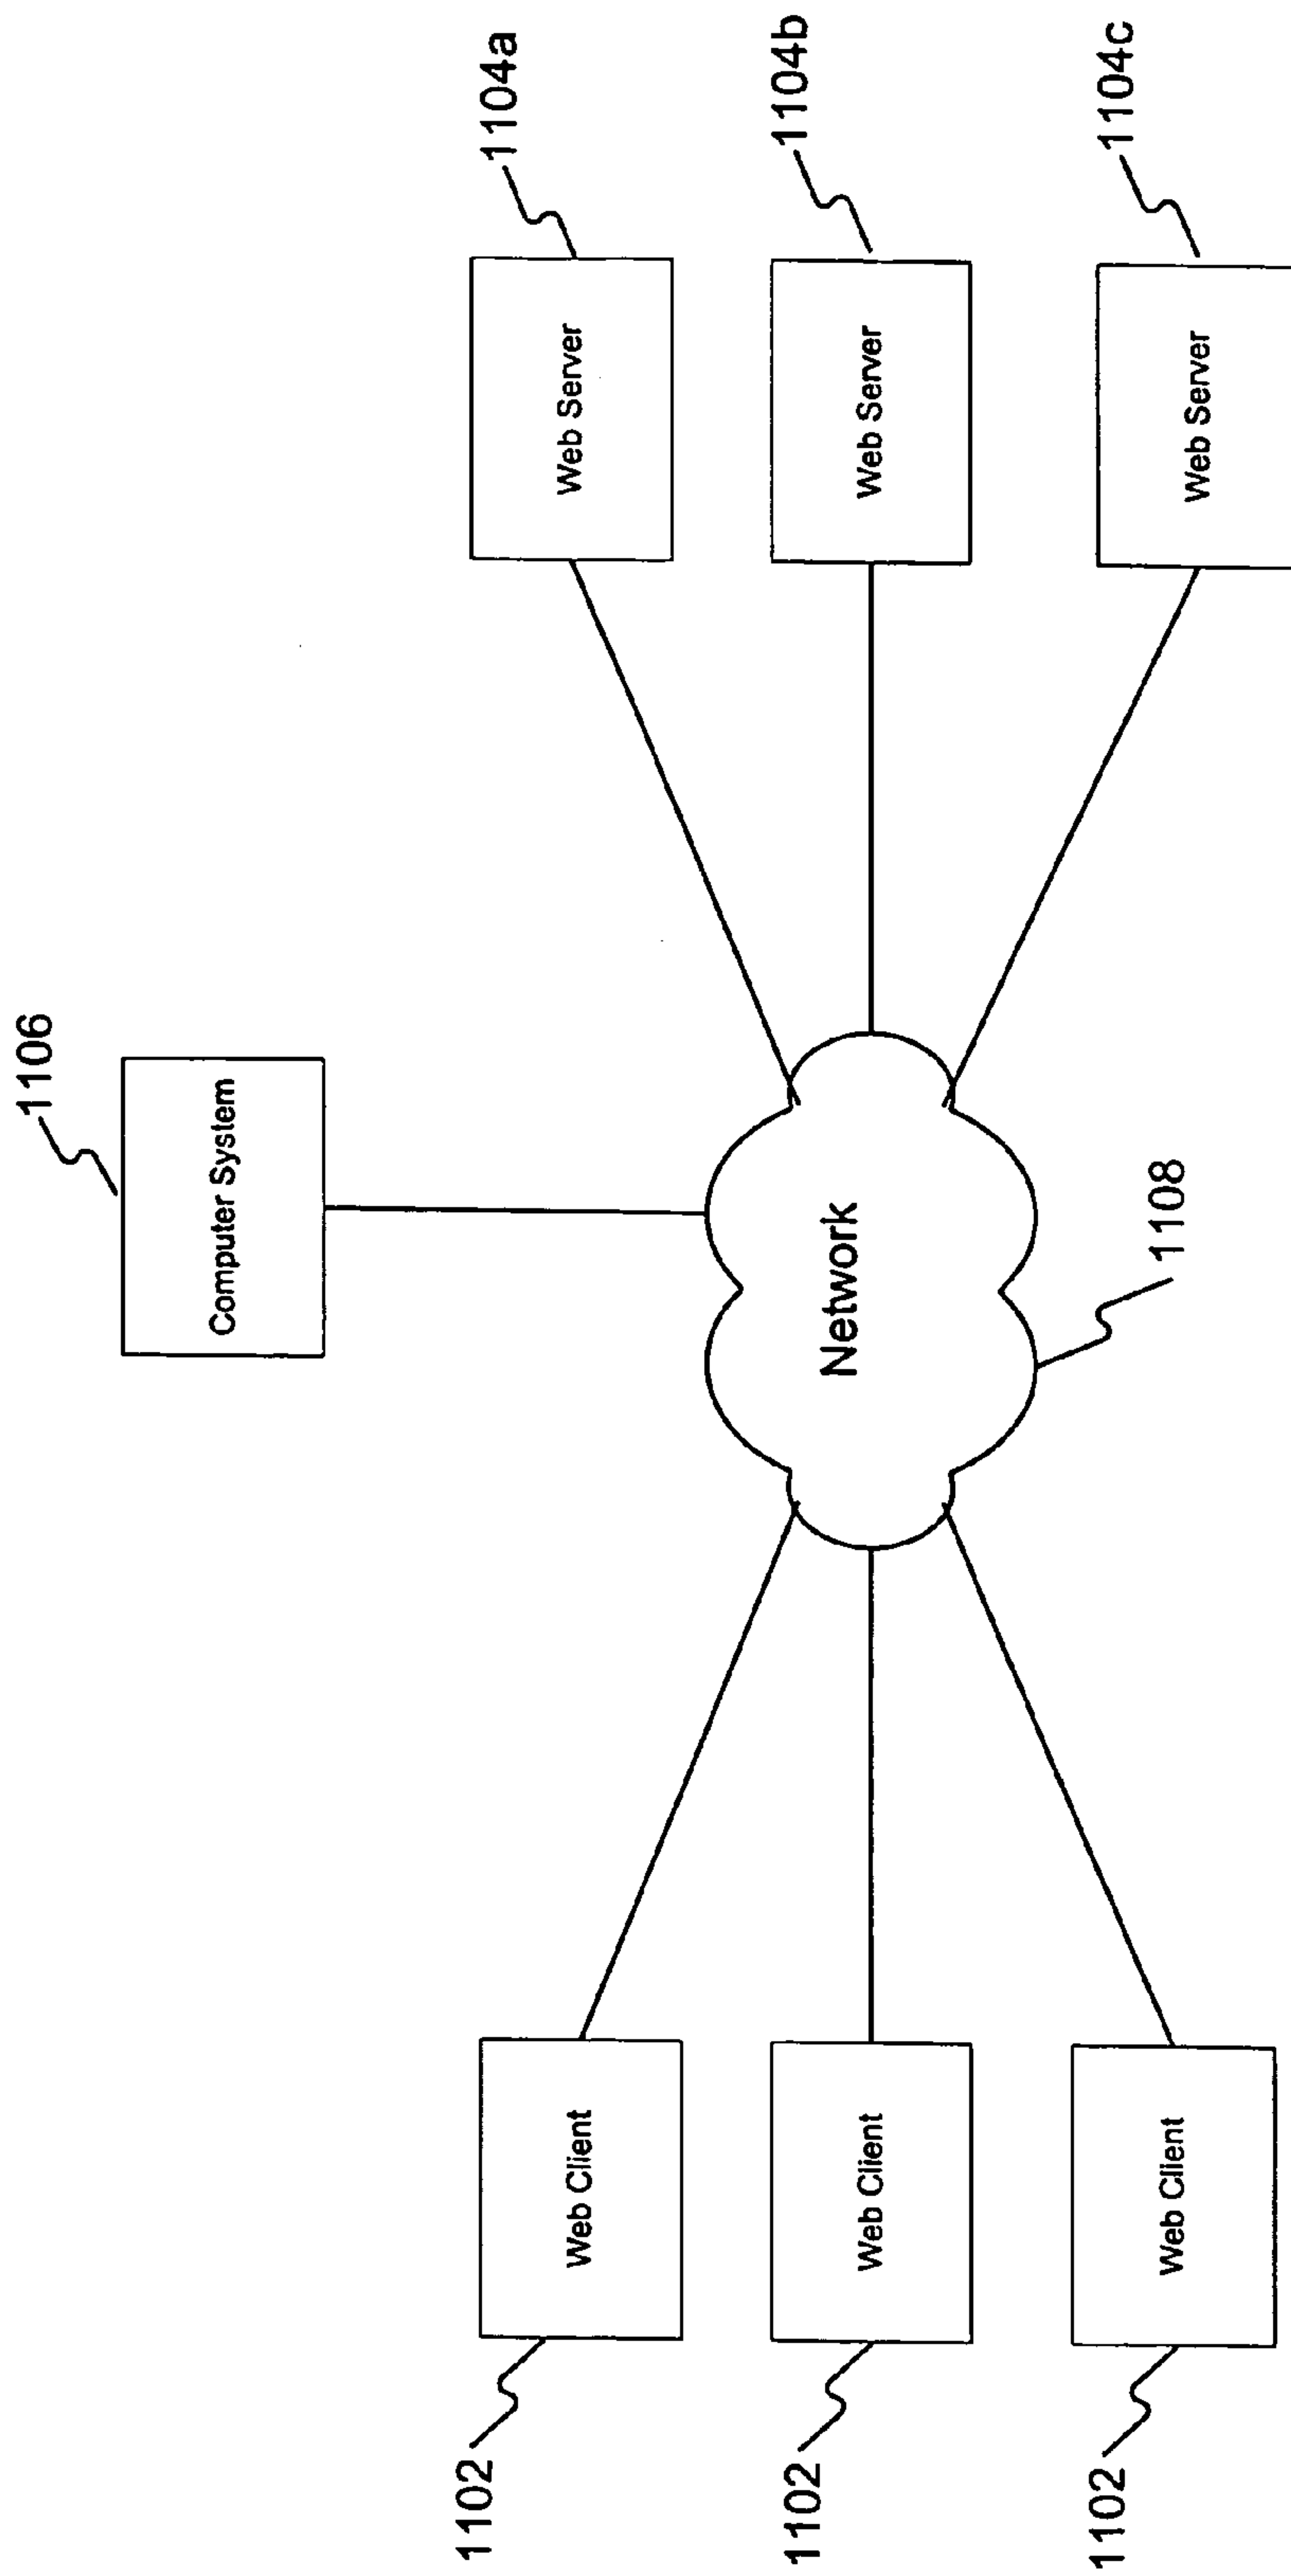 1106
Computer System
1102
Web Client
1104a
Web Server
1102
Web Client
Network
1104b
Web Server
1102
Web Client
1108
1104c
Web Server